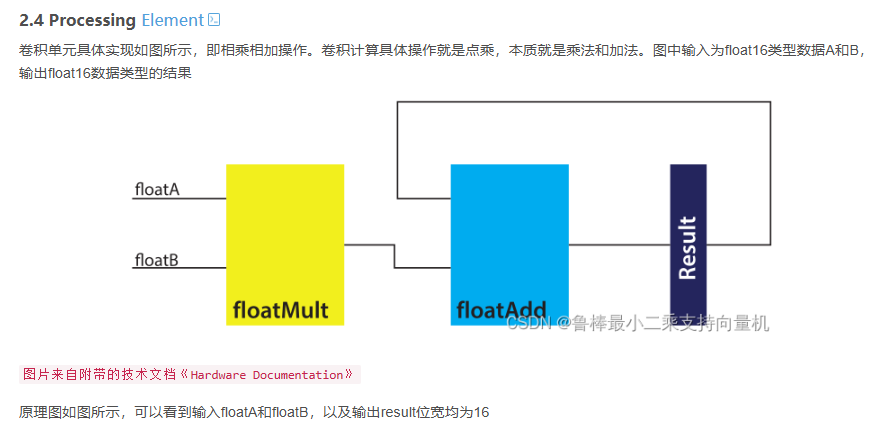 2.4 Processing Element
卷积单元具体实现如图所示，即相乘相加操作。卷积计算具体操作就是点乘，本质就是乘法和加法。图中输入为float16类型数据A和B，
输出float16数据类型的结果
floatA
floatB
floatMult
floatAdd
Result
CSDN @鲁棒最小二乘支持向量机
图片来自附带的技术文档《Hardware Documentation》
原理图如图所示，可以看到输入floatA和floatB，以及输出result位宽均为16